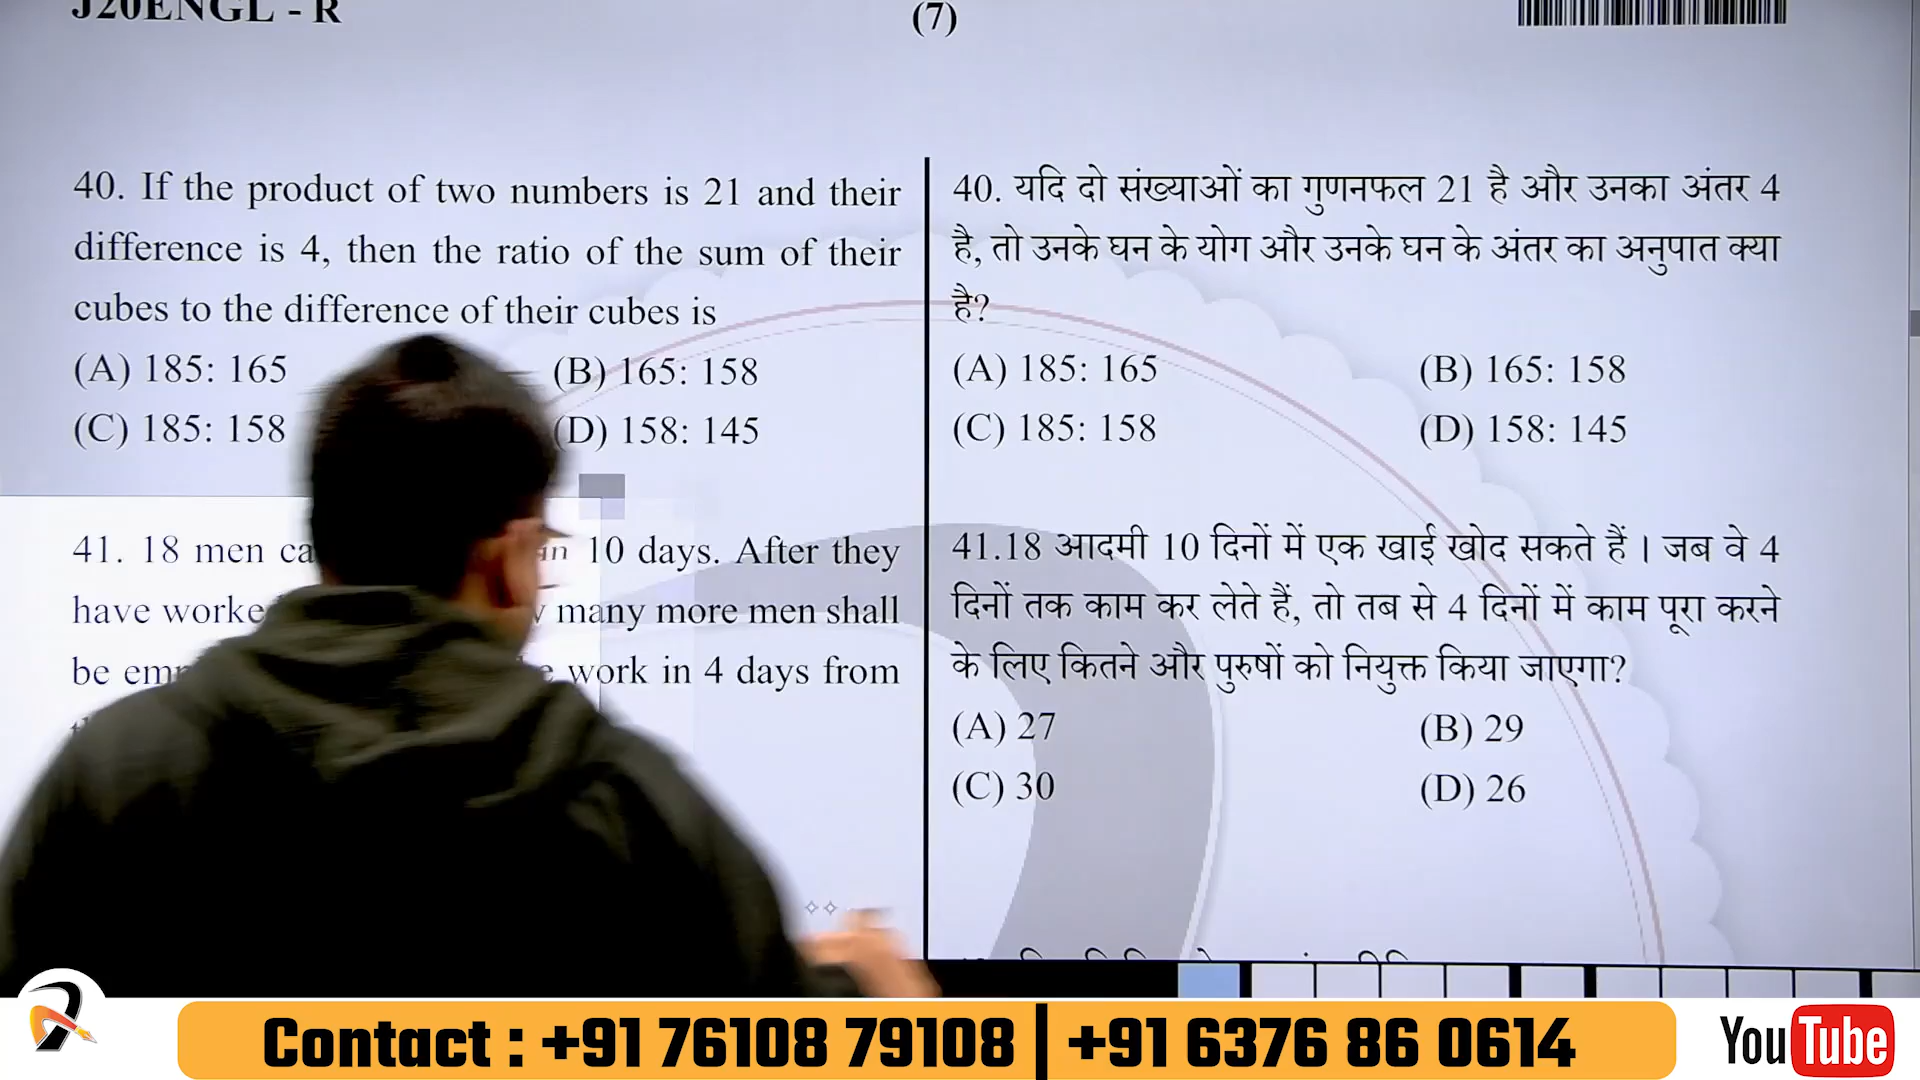 J20ENGL - R
(7)
40. If the product of two numbers is 21 and their
difference is 4, then the ratio of the sum of their
cubes to the difference of their cubes is
(A) 185: 165
(B) 165: 158
(C) 185: 158
(D) 158: 145
41. 18 men in 10 days. After they
have many more men shall
be work in 4 days from
40. यदि दो संख्याओं का गुणनफल 21 है और उनका अंतर 4
है, तो उनके घन के योग और उनके घन के अंतर का अनुपात क्या
है?
(A) 185: 165
(B) 165: 158
(C) 185: 158
(D) 158: 145
41.18 आदमी 10 दिनों में एक खाई खोद सकते हैं । जब वे 4
दिनों तक काम कर लेते हैं, तो तब से 4 दिनों में काम पूरा करने
के लिए कितने और पुरुषों को नियुक्त किया जाएगा?
(A) 27
(B) 29
(C) 30
(D) 26
Contact : +91 76108 79108 | +91 6376 86 0614
YouTube